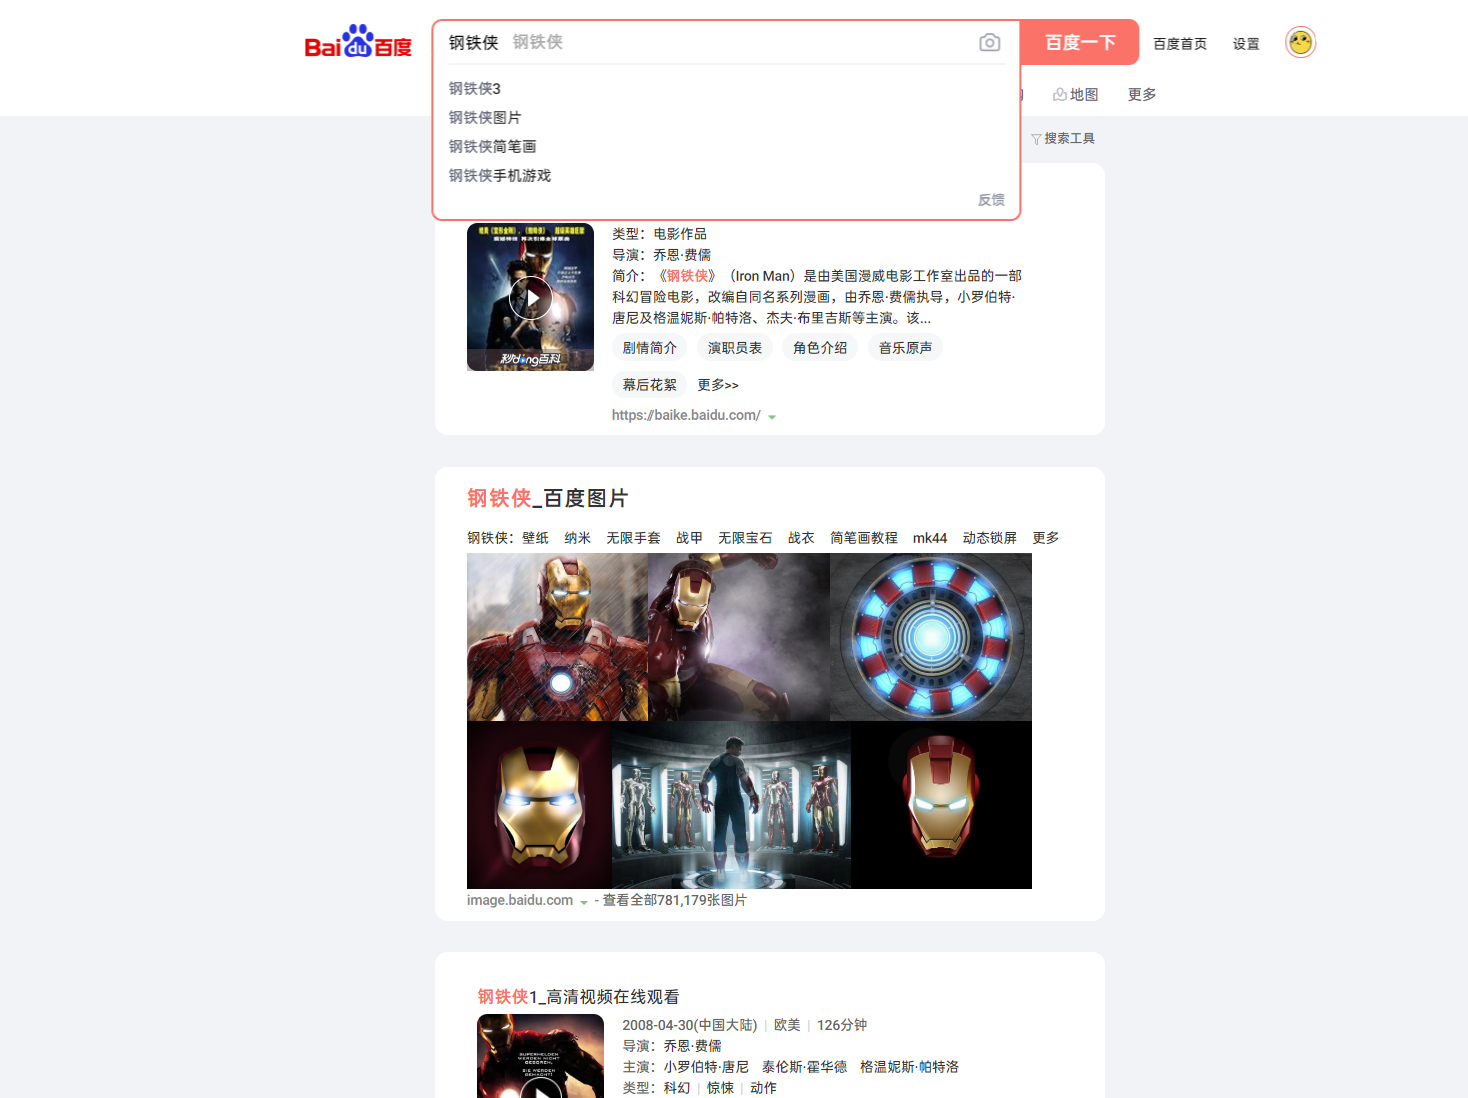 Bai du 百度
钢铁侠 钢铁侠
百度一下
百度首页 设置
钢铁侠3
钢铁侠图片
钢铁侠简笔画
钢铁侠手机游戏
反馈
地图 更多
搜索工具
类型：电影作品
导演：乔恩·费儒
简介：《钢铁侠》（Iron Man）是由美国漫威电影工作室出品的一部
科幻冒险电影，改编自同名系列漫画，由乔恩·费儒执导，小罗伯特·
唐尼及格温妮斯·帕特洛、杰夫·布里吉斯等主演。该...
剧情简介 演职员表 角色介绍 音乐原声
幕后花絮 更多>>
https://baike.baidu.com/
秒dong百科
钢铁侠_百度图片
钢铁侠：壁纸 纳米 无限手套 战甲 无限宝石 战衣 简笔画教程 mk44 动态锁屏 更多
image.baidu.com - 查看全部781,179张图片
钢铁侠1_高清视频在线观看
2008-04-30(中国大陆) | 欧美 | 126分钟
导演：乔恩·费儒
主演：小罗伯特·唐尼 泰伦斯·霍华德 格温妮斯·帕特洛
类型：科幻 | 惊悚 | 动作
SUPERHELDEN
WERDEN NICHT
GEBOREN.
SIE WERDEN
GEMACHT!